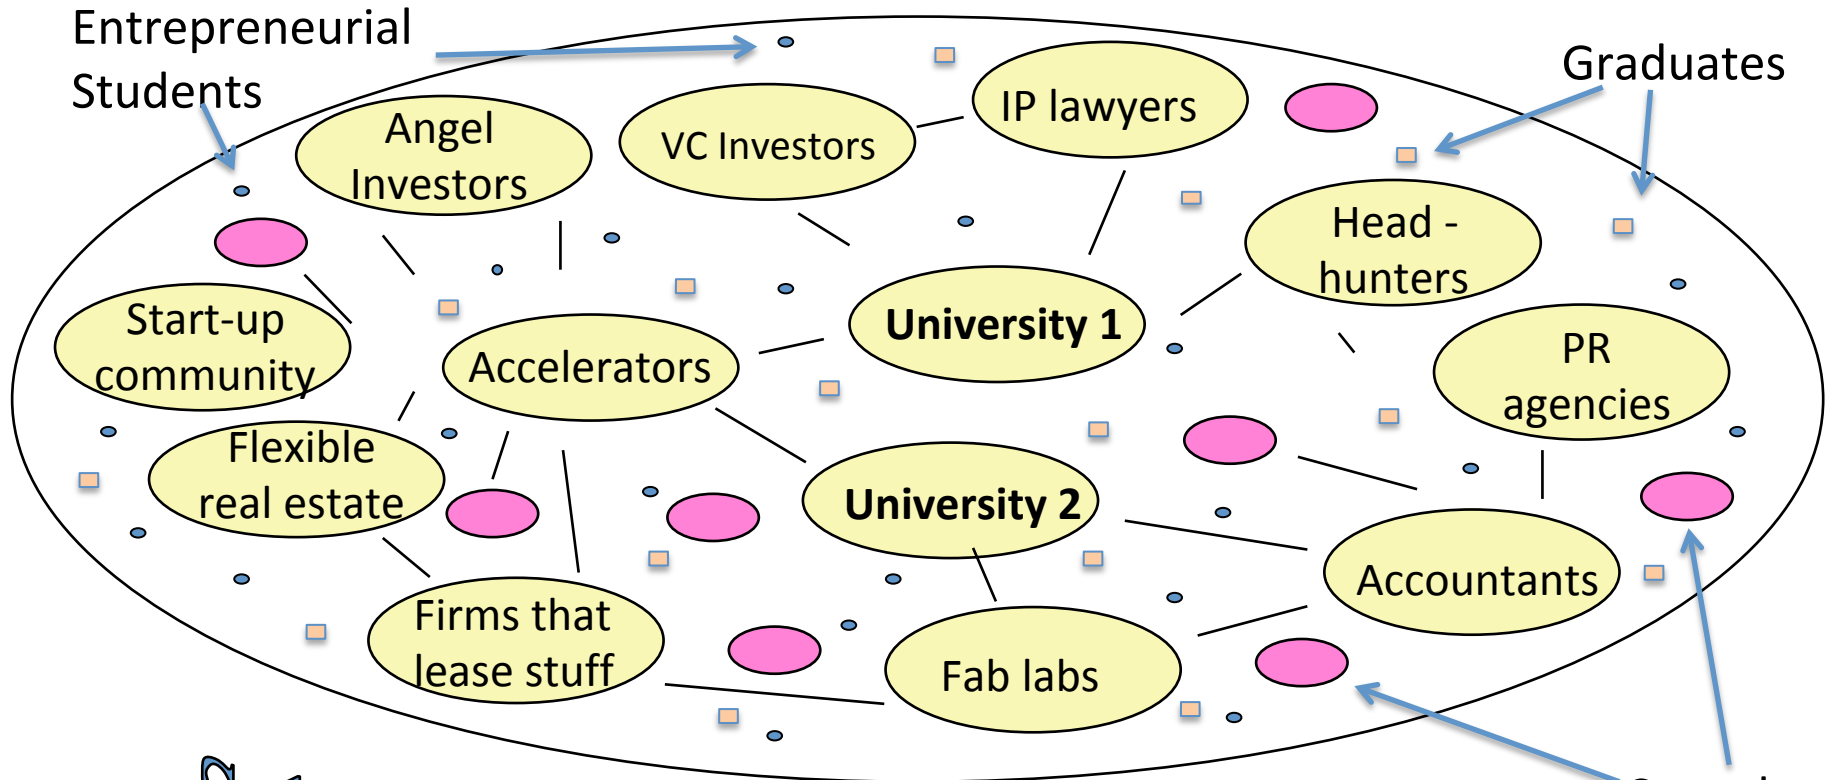 Entrepreneurial
Students
Graduates
Angel
Investors
VC Investors
IP lawyers
Head -
hunters
Start-up
community
Accelerators
University 1
PR
agencies
Flexible
real estate
University 2
Accountants
Firms that
lease stuff
Fab labs